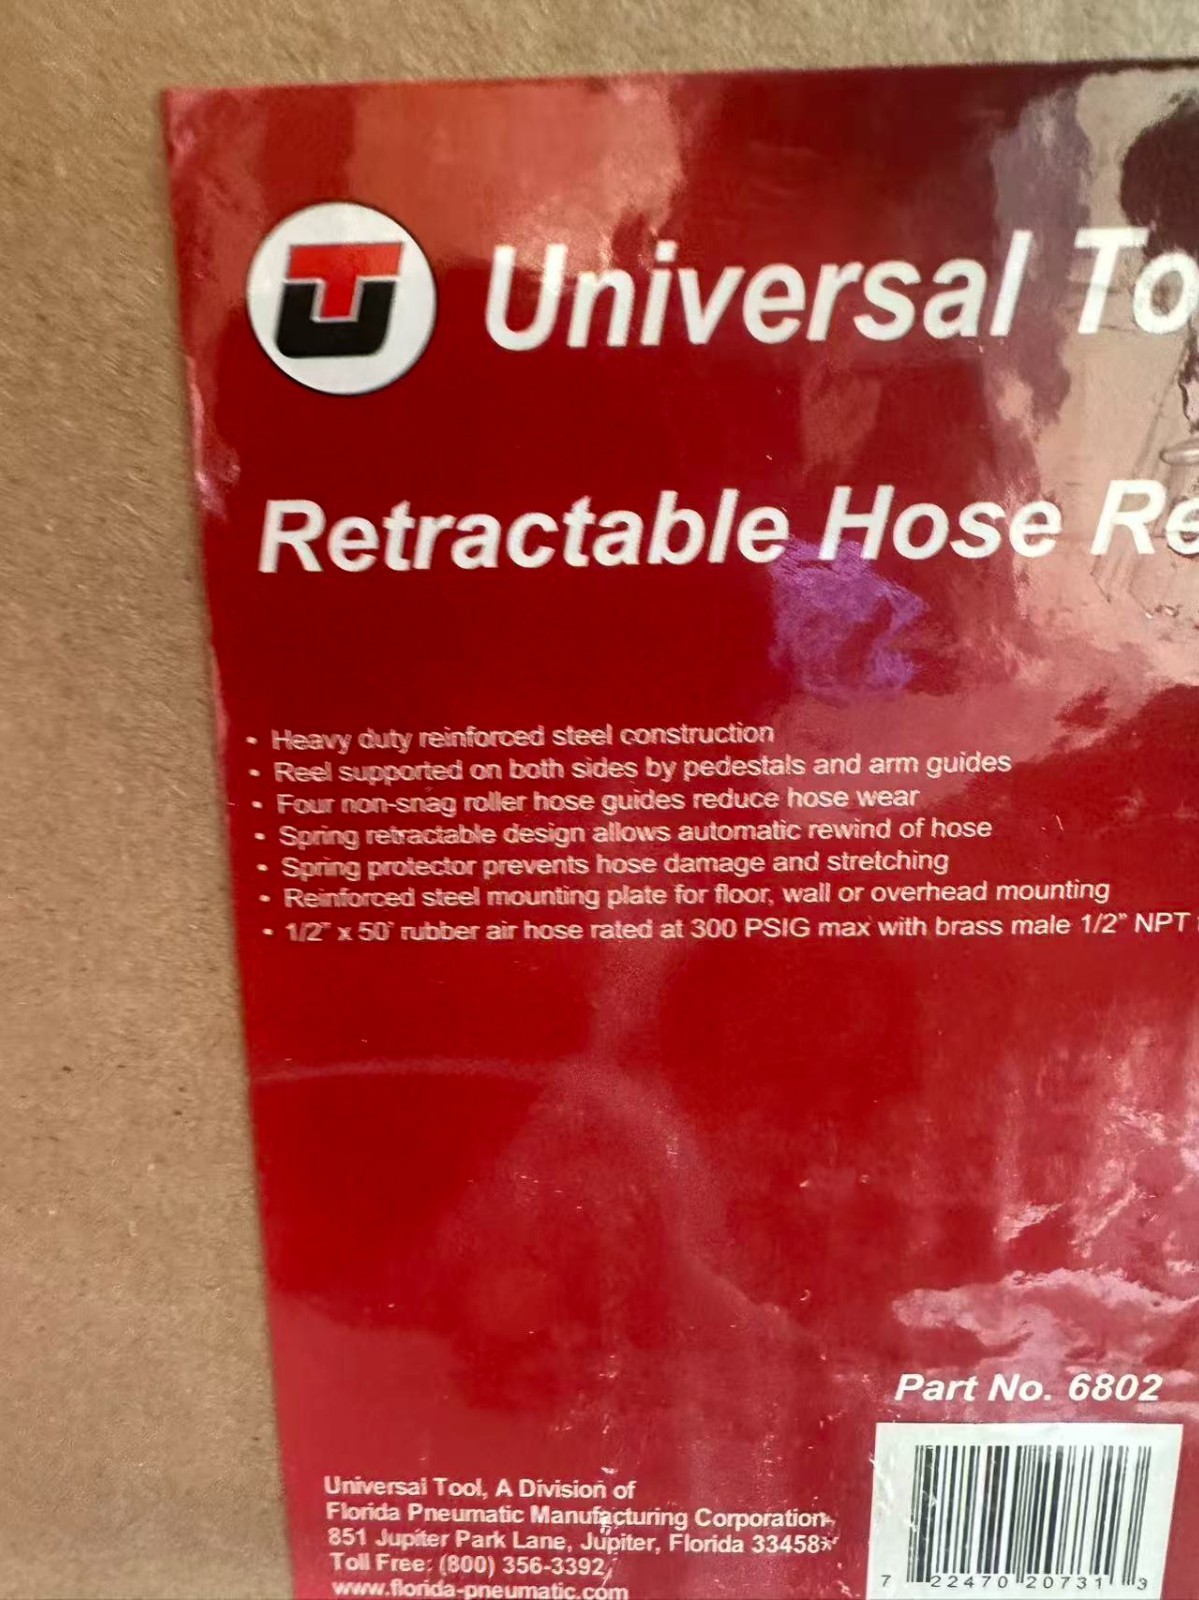 Universal To
Retractable Hose Re
• Heavy duty reinforced steel construction
• Reel supported on both sides by pedestals and arm guides
• Four non-snag roller hose guides reduce hose wear
• Spring retractable design allows automatic rewind of hose
• Spring protector prevents hose damage and stretching
• Reinforced steel mounting plate for floor, wall or overhead mounting
• 1/2" x 50' rubber air hose rated at 300 PSIG max with brass male 1/2" NPT
Part No. 6802
Universal Tool, A Division of
Florida Pneumatic Manufacturing Corporation
851 Jupiter Park Lane, Jupiter, Florida 33458
Toll Free: (800) 356-3392
www.florida-pneumatic.com
7 22470 20731 3